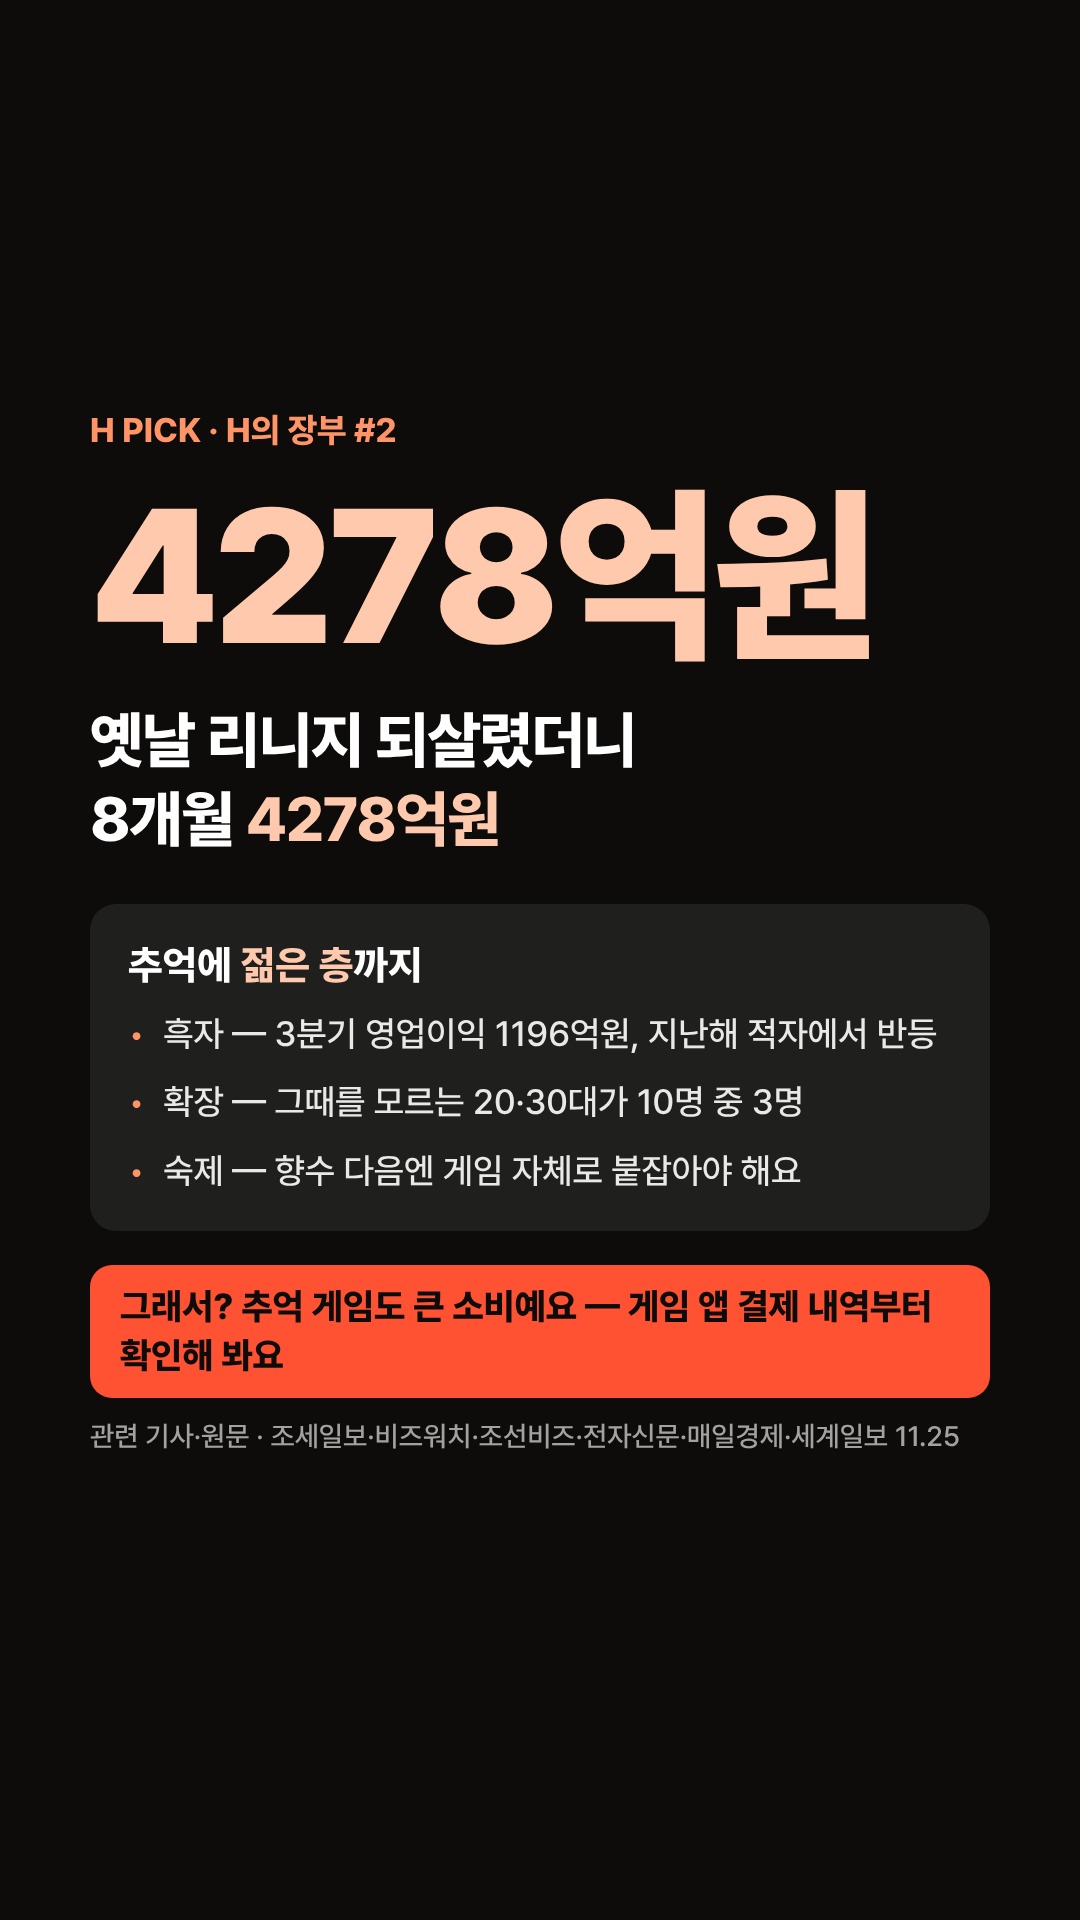 H PICK · H의 장부 #2
4278억원
옛날 리니지 되살렸더니
8개월 4278억원
추억에 젊은 층까지
• 흑자 — 3분기 영업이익 1196억원, 지난해 적자에서 반등
• 확장 — 그때를 모르는 20·30대가 10명 중 3명
• 숙제 — 향수 다음엔 게임 자체로 붙잡아야 해요
그래서? 추억 게임도 큰 소비예요 — 게임 앱 결제 내역부터
확인해 봐요
관련 기사·원문 · 조세일보·비즈워치·조선비즈·전자신문·매일경제·세계일보 11.25